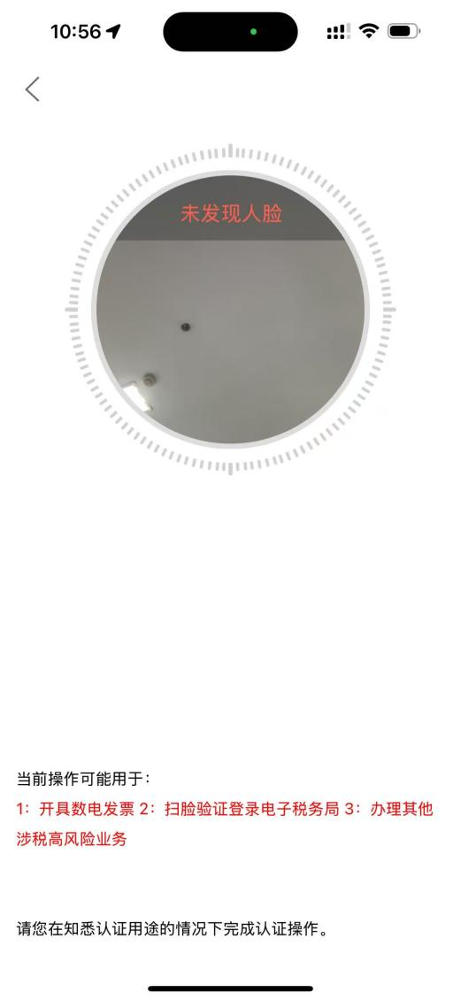 10:56
未发现人脸
当前操作可能用于：
1：开具数电发票 2：扫脸验证登录电子税务局 3：办理其他
涉税高风险业务
请您在知悉认证用途的情况下完成认证操作。